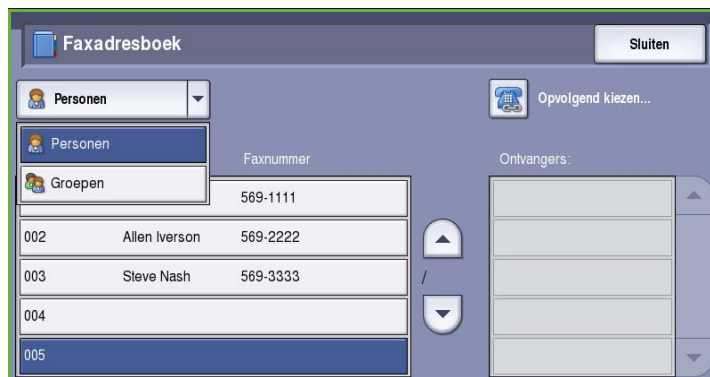 Faxadresboek
Sluiten
Personen
Opvolgend kiezen...
Personen
Groepen
Faxnummer
Ontvangers:
569-1111
002 Allen Iverson 569-2222
003 Steve Nash 569-3333
/
004
005